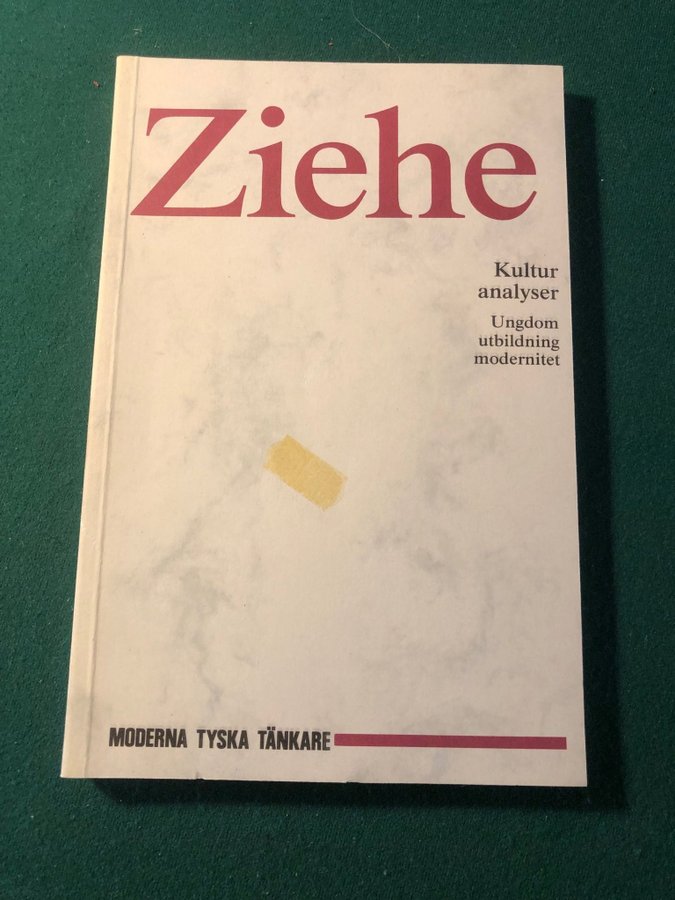 Ziehe
Kultur
analyser
Ungdom
utbildning
modernitet
MODERNA TYSKA TÄNKARE